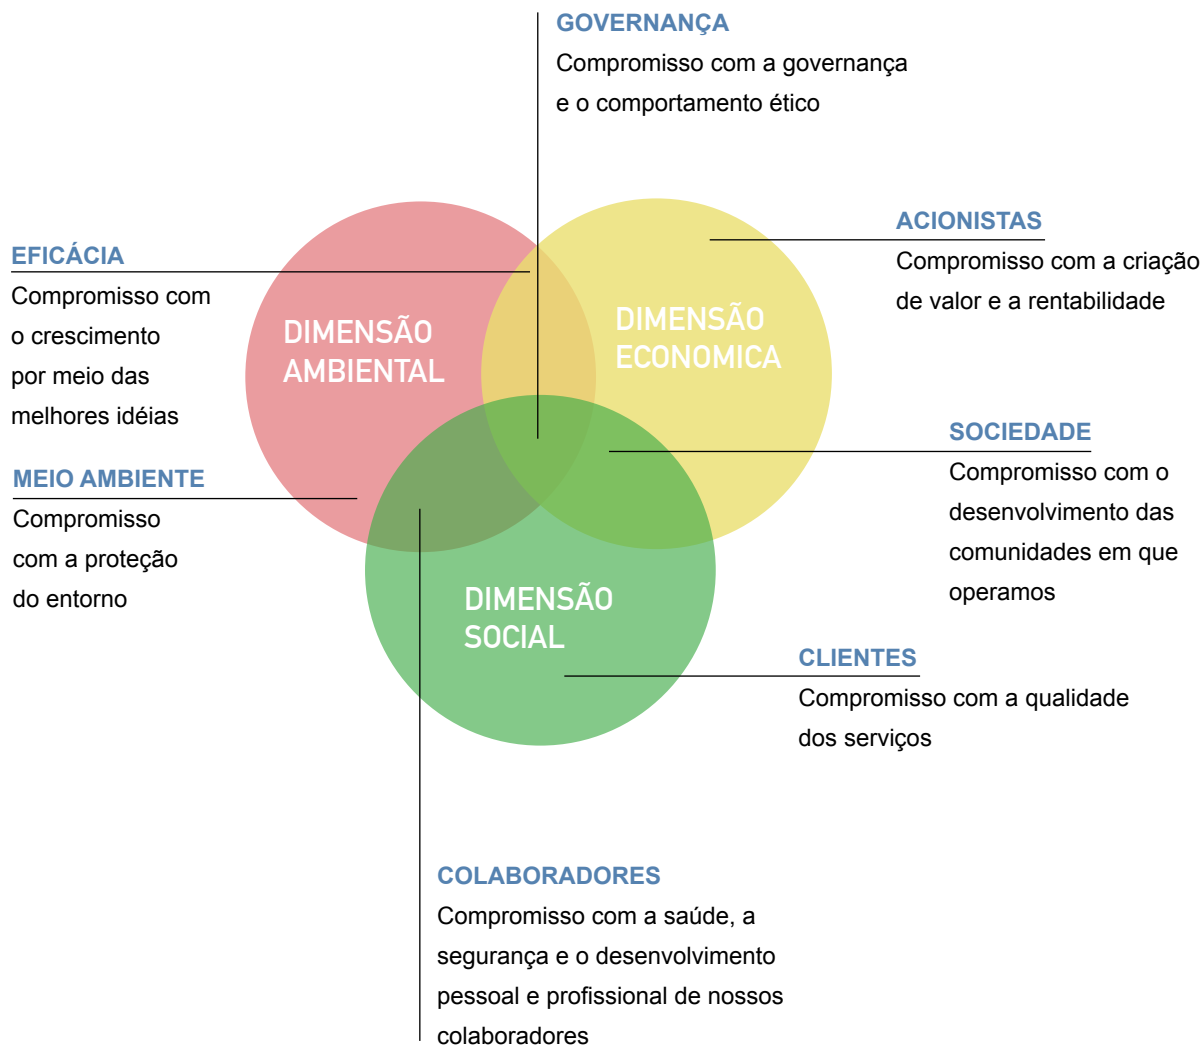 GOVERNANÇA
Compromisso com a governança
e o comportamento ético
ACIONISTAS
Compromisso com a criação
de valor e a rentabilidade
EFICÁCIA
Compromisso com
o crescimento
por meio das
melhores idéias
DIMENSÃO
AMBIENTAL
DIMENSÃO
ECONOMICA
SOCIEDADE
Compromisso com o
desenvolvimento das
comunidades em que
operamos
MEIO AMBIENTE
Compromisso
com a proteção
do entorno
DIMENSÃO
SOCIAL
CLIENTES
Compromisso com a qualidade
dos serviços
COLABORADORES
Compromisso com a saúde, a
segurança e o desenvolvimento
pessoal e profissional de nossos
colaboradores